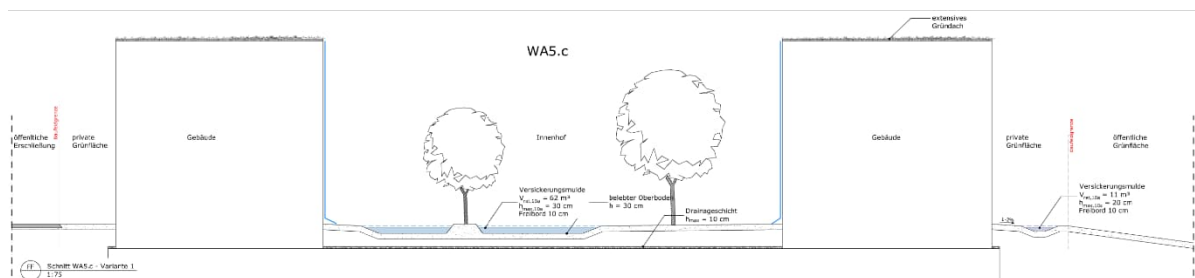 extensives
Gründach
WA5.c
öffentliche
Erschließung
private
Grünfläche
Gebäude
Innenhof
Gebäude
private
Grünfläche
öffentliche
Grünfläche
Versickerungsmulde
= 62 m³
= 30 cm
Freibord 10 cm
belebter Oberboden
h = 30 cm
Drainageschicht
= 10 cm
Versickerungsmulde
= 11 m³
= 20 cm
Freibord 10 cm
FF
Schnitt WA5.c - Variante 1
1:75